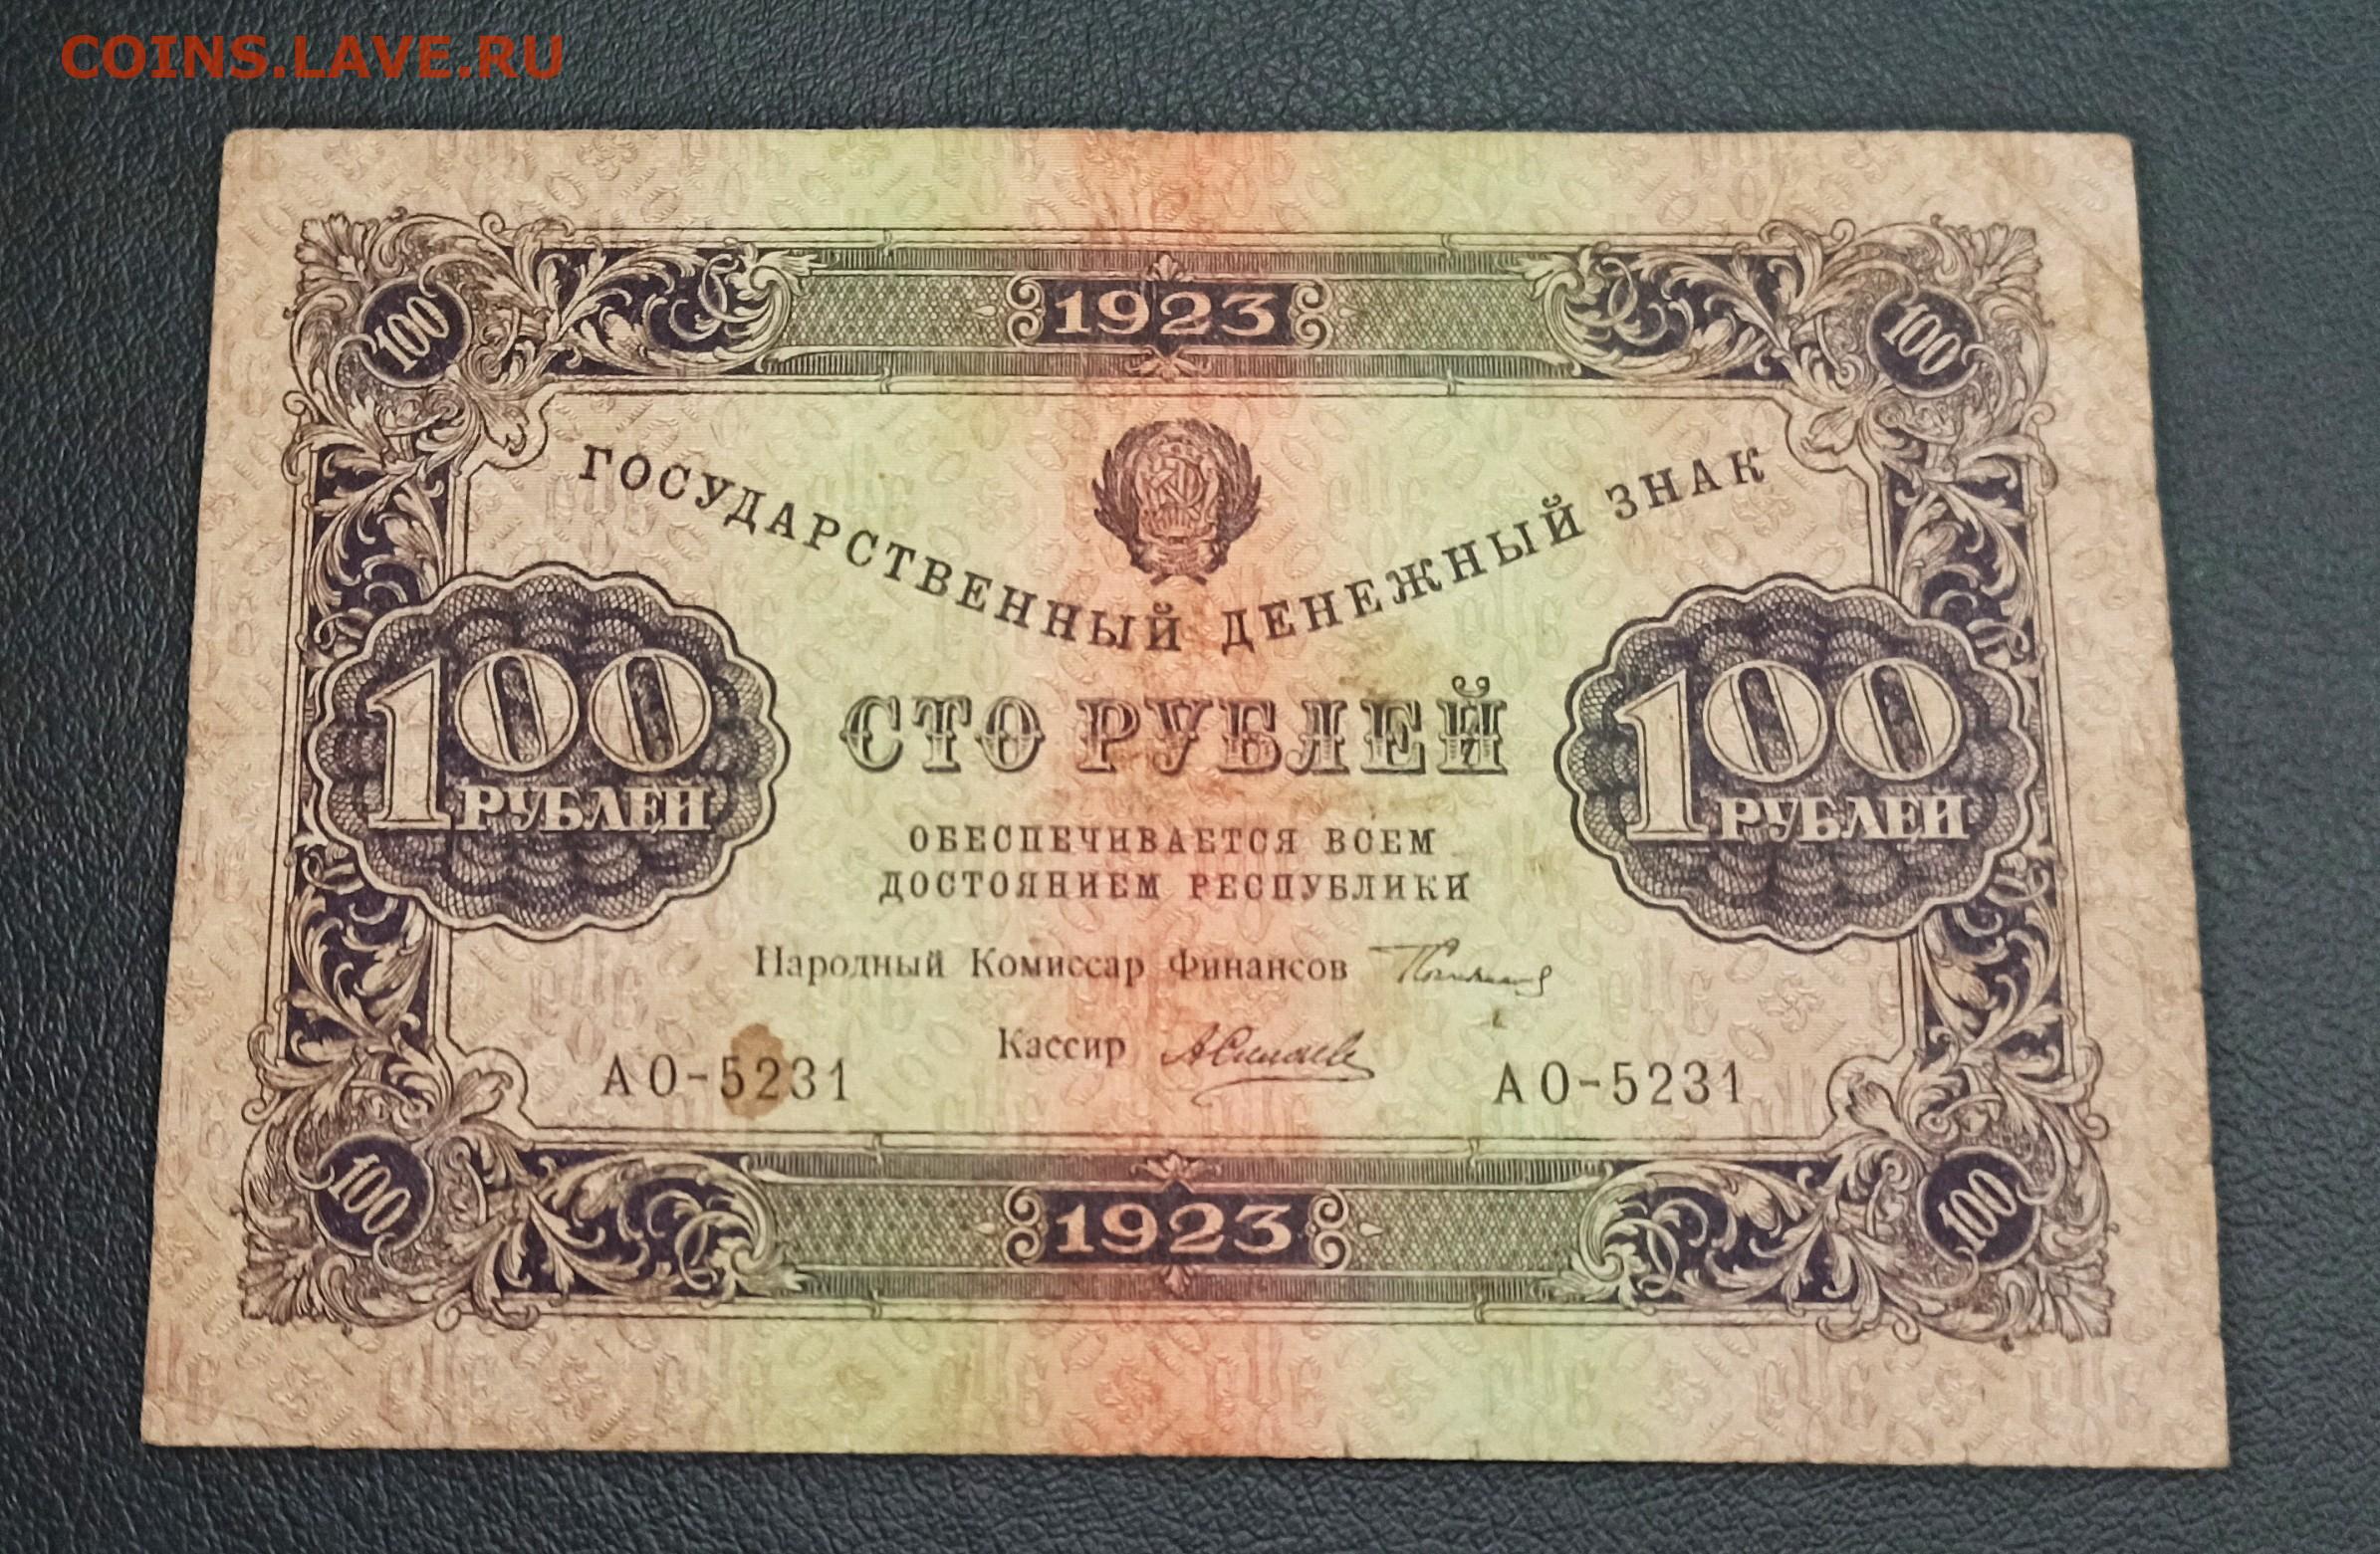 COINS.LAVE.RU
1923
100 100
ГОСУДАРСТВЕННЫЙ ДЕНЕЖНЫЙ ЗНАК
100 РУБЛЕЙ
СТО РУБЛЕЙ
100 РУБЛЕЙ
ОБЕСПЕЧИВАЕТСЯ ВСЕМ
ДОСТОЯНИЕМ РЕСПУБЛИКИ
Народный Комиссар Финансов
Кассир
АО-5231 АО-5231
100 100
1923